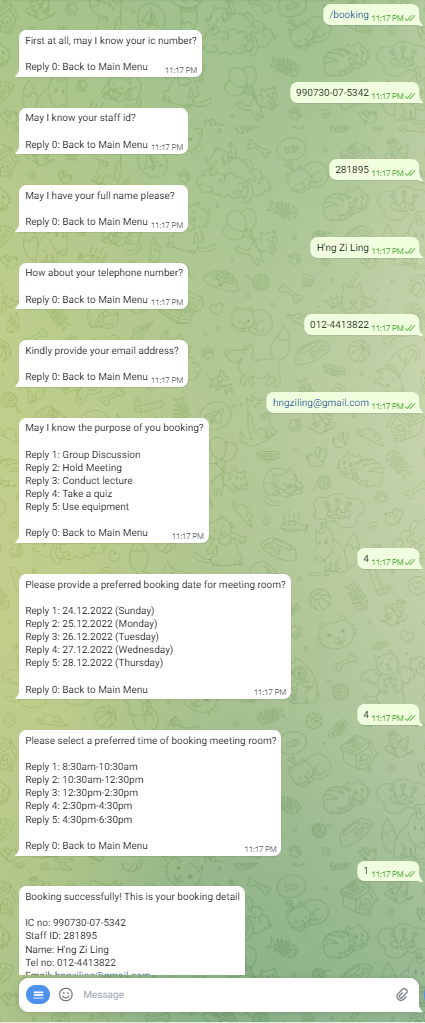 /booking 11:17 PM
First at all, may I know your ic number?
Reply 0: Back to Main Menu 11:17 PM
990730-07-5342 11:17 PM
May I know your staff id?
Reply 0: Back to Main Menu 11:17 PM
281895 11:17 PM
May I have your full name please?
Reply 0: Back to Main Menu 11:17 PM
H'ng Zi Ling 11:17 PM
How about your telephone number?
Reply 0: Back to Main Menu 11:17 PM
012-4413822 11:17 PM
Kindly provide your email address?
Reply 0: Back to Main Menu 11:17 PM
hngziling@gmail.com 11:17 PM
May I know the purpose of you booking?
Reply 1: Group Discussion
Reply 2: Hold Meeting
Reply 3: Conduct lecture
Reply 4: Take a quiz
Reply 5: Use equipment
Reply 0: Back to Main Menu 11:17 PM
4 11:17 PM
Please provide a preferred booking date for meeting room?
Reply 1: 24.12.2022 (Sunday)
Reply 2: 25.12.2022 (Monday)
Reply 3: 26.12.2022 (Tuesday)
Reply 4: 27.12.2022 (Wednesday)
Reply 5: 28.12.2022 (Thursday)
Reply 0: Back to Main Menu 11:17 PM
4 11:17 PM
Please select a preferred time of booking meeting room?
Reply 1: 8:30am-10:30am
Reply 2: 10:30am-12:30pm
Reply 3: 12:30pm-2:30pm
Reply 4: 2:30pm-4:30pm
Reply 5: 4:30pm-6:30pm
Reply 0: Back to Main Menu 11:17 PM
1 11:17 PM
Booking successfully! This is your booking detail
IC no: 990730-07-5342
Staff ID: 281895
Name: H'ng Zi Ling
Tel no: 012-4413822
Email: hngziling@gmail.com
Message